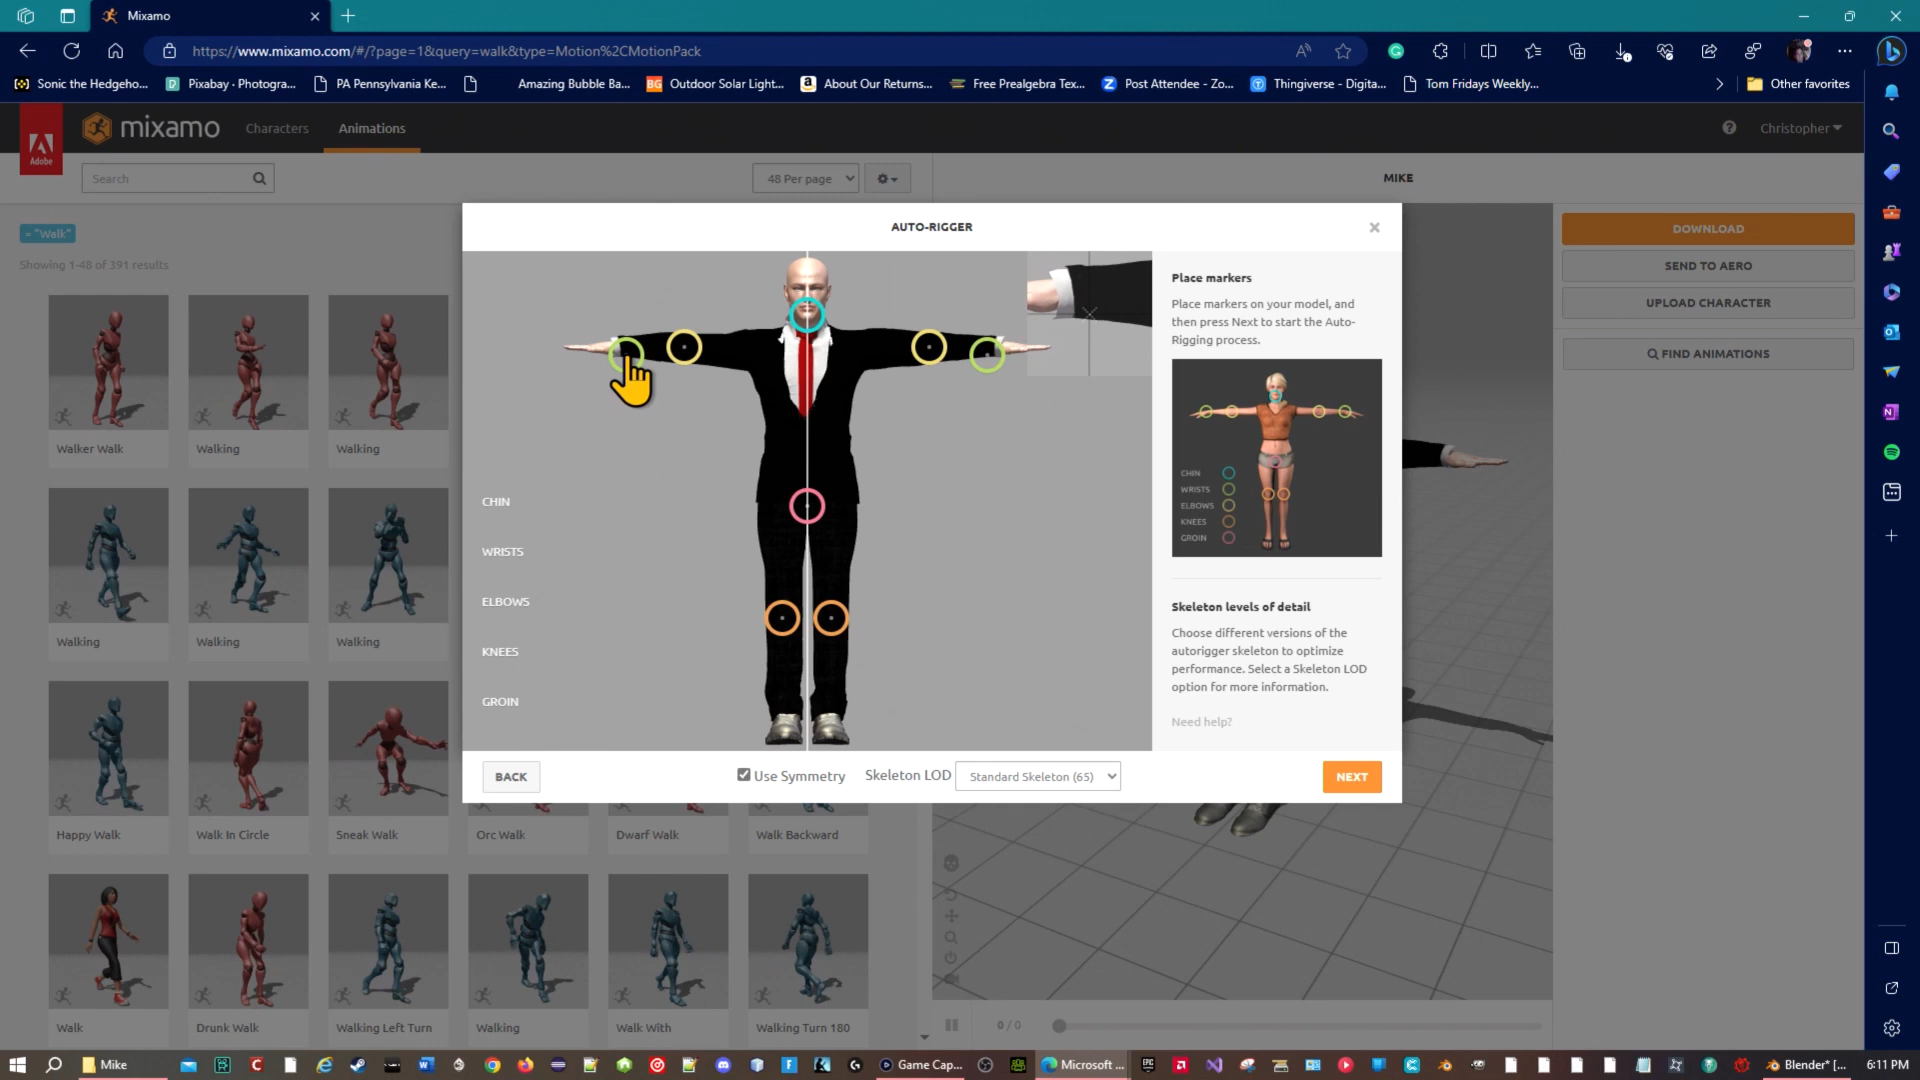 Mixamo
https://www.mixamo.com/#/?page=1&query=walk&type=Motion%2CMotionPack
Sonic the Hedgeho...
Pixabay · Photogra...
PA Pennsylvania Ke...
Amazing Bubble Ba...
BG Outdoor Solar Light...
About Our Returns...
Free Prealgebra Tex...
Post Attendee - Zo...
Thingiverse - Digita...
Tom Fridays Weekly...
Other favorites
Adobe
mixamo
Characters
Animations
Christopher
Search
48 Per page
MIKE
= "Walk"
Showing 1-48 of 391 results
Walker Walk
Walking
Walking
Walking
Walking
Walking
Happy Walk
Walk In Circle
Sneak Walk
Orc Walk
Dwarf Walk
Walk Backward
Walk
Drunk Walk
Walking Left Turn
Walking
Walk With
Walking Turn 180
AUTO-RIGGER
CHIN
WRISTS
ELBOWS
KNEES
GROIN
Place markers
Place markers on your model, and
then press Next to start the Auto-
Rigging process.
CHIN
WRISTS
ELBOWS
KNEES
GROIN
Skeleton levels of detail
Choose different versions of the
autorigger skeleton to optimize
performance. Select a Skeleton LOD
option for more information.
Need help?
BACK
Use Symmetry
Skeleton LOD
Standard Skeleton (65)
NEXT
DOWNLOAD
SEND TO AERO
UPLOAD CHARACTER
FIND ANIMATIONS
0 / 0
Mike
Game Cap...
Microsoft ...
Blender* [...
6:11 PM